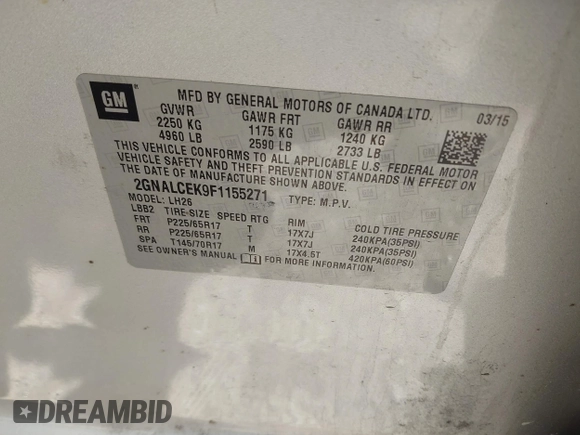 GM
MFD BY GENERAL MOTORS OF CANADA LTD. 03/15
GVWR GAWR FRT GAWR RR
2250 KG 1175 KG 1240 KG
4960 LB 2590 LB 2733 LB
THIS VEHICLE CONFORMS TO ALL APPLICABLE U.S. FEDERAL MOTOR
VEHICLE SAFETY AND THEFT PREVENTION STANDARDS IN EFFECT ON
THE DATE OF MANUFACTURE SHOWN ABOVE.
2GNALCEK9F1155271 TYPE: M.P.V.
MODEL: LH26
LBB2 TIRE-SIZE SPEED RTG RIM COLD TIRE PRESSURE
FRT P225/65R17 T 17X7J 240KPA(35PSI)
RR P225/65R17 T 17X7J 240KPA(35PSI)
SPA T145/70R17 M 17X4.5T 420KPA(60PSI)
SEE OWNER'S MANUAL FOR MORE INFORMATION.
DREAMBID